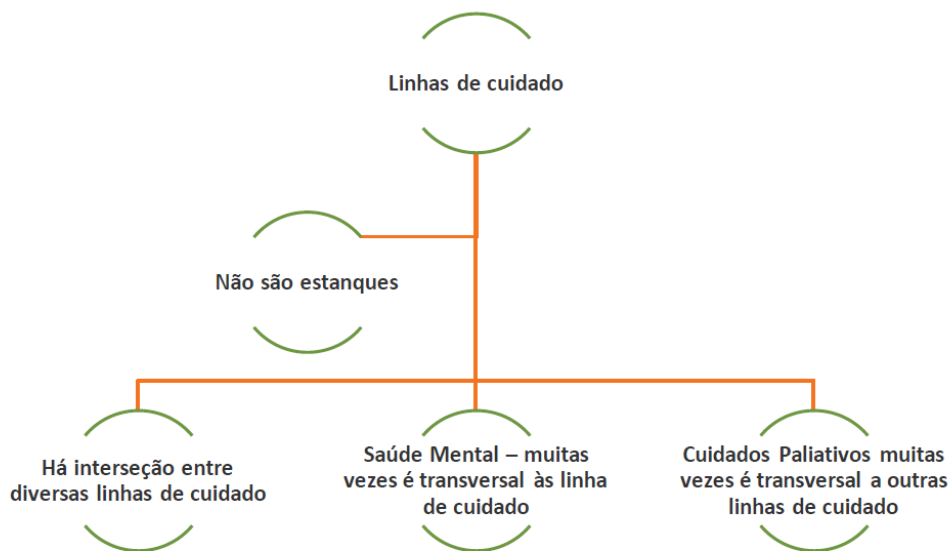 Linhas de cuidado
Não são estanques
Há interseção entre
diversas linhas de cuidado
Saúde Mental – muitas
vezes é transversal às linha
de cuidado
Cuidados Paliativos muitas
vezes é transversal a outras
linhas de cuidado